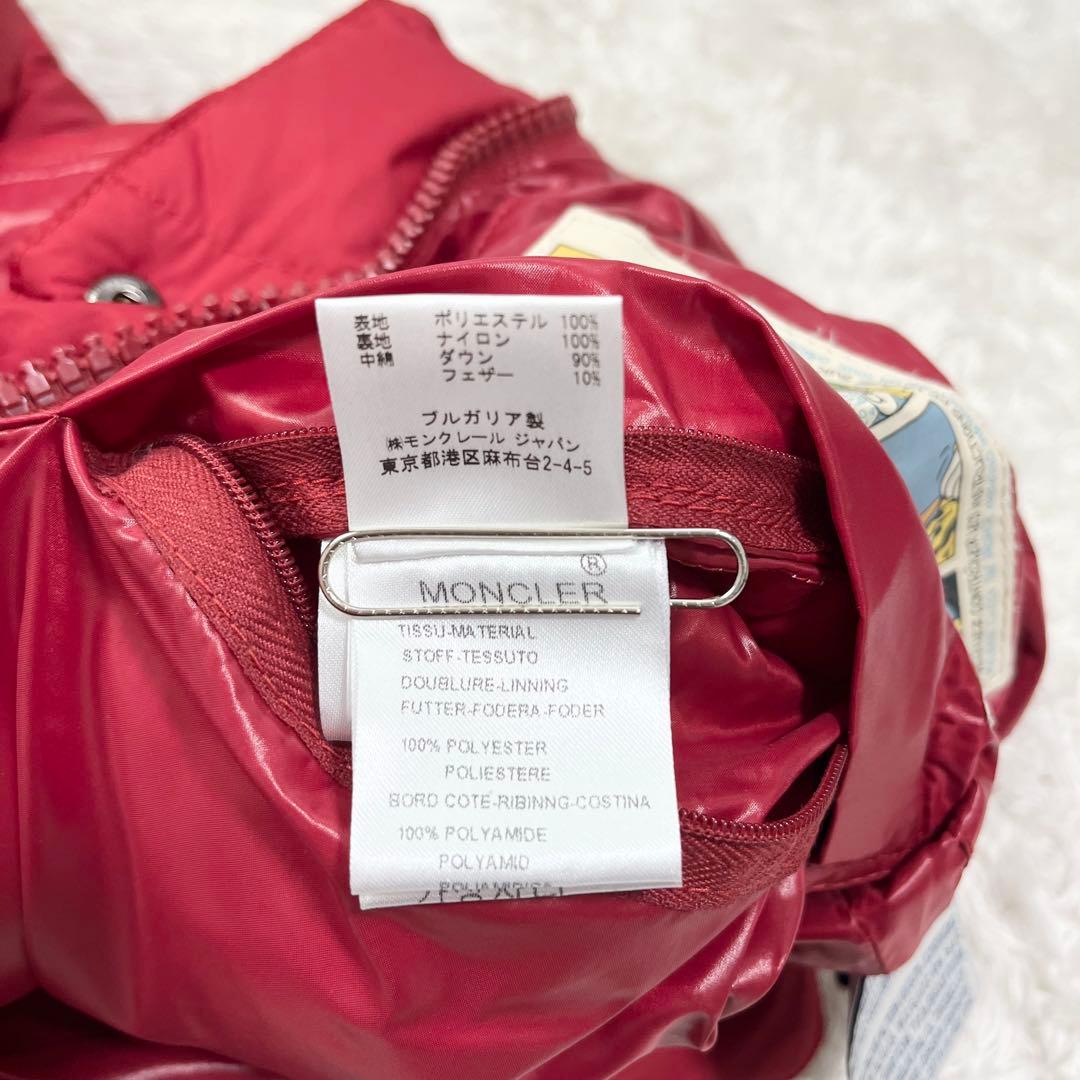 表地 ポリエステル 100%
裏地 ナイロン 100%
中綿 ダウン 90%
フェザー 10%
ブルガリア製
㈱モンクレール ジャパン
東京都港区麻布台2-4-5
MONCLER®
TISSU-MATERIAL
STOFF-TESSUTO
DOUBLURE-LINNING
FUTTER-FODERA-FODER
100% POLYESTER
POLIESTERE
BORD COTE-RIBINNG-COSTINA
100% POLYAMIDE
POLYAMID